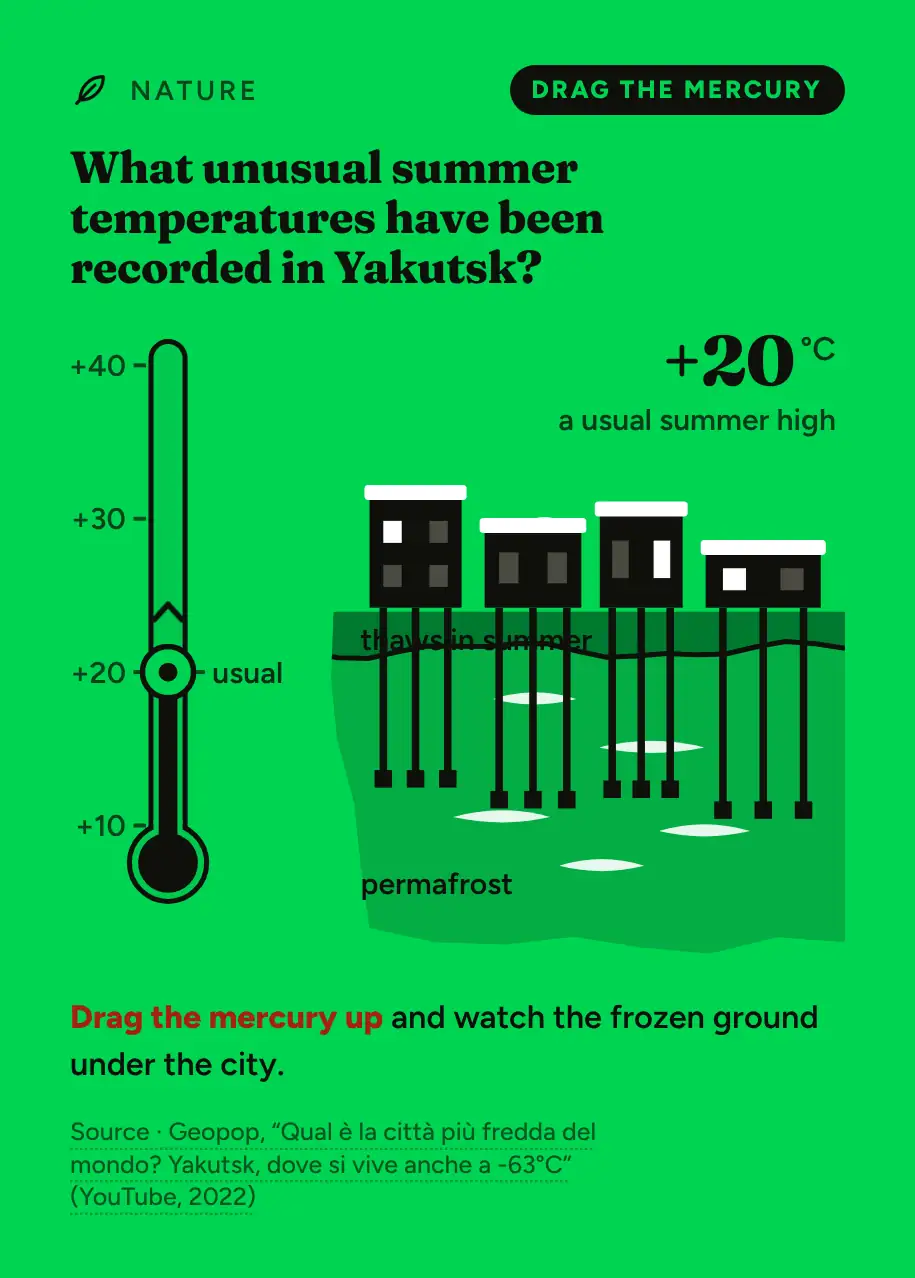 NATURE
DRAG THE MERCURY
What unusual summer
temperatures have been
recorded in Yakutsk?
+40
+30
+20
+10
usual
+20 °C
a usual summer high
thaws in summer
permafrost
Drag the mercury up and watch the frozen ground
under the city.
Source · Geopop, “Qual è la città più fredda del
mondo? Yakutsk, dove si vive anche a -63°C”
(YouTube, 2022)